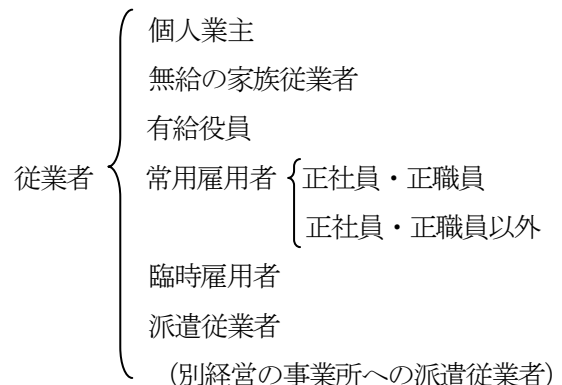 個人業主
無給の家族従業者
有給役員
従業者
常用雇用者
正社員・正職員
正社員・正職員以外
臨時雇用者
派遣従業者
（別経営の事業所への派遣従業者）